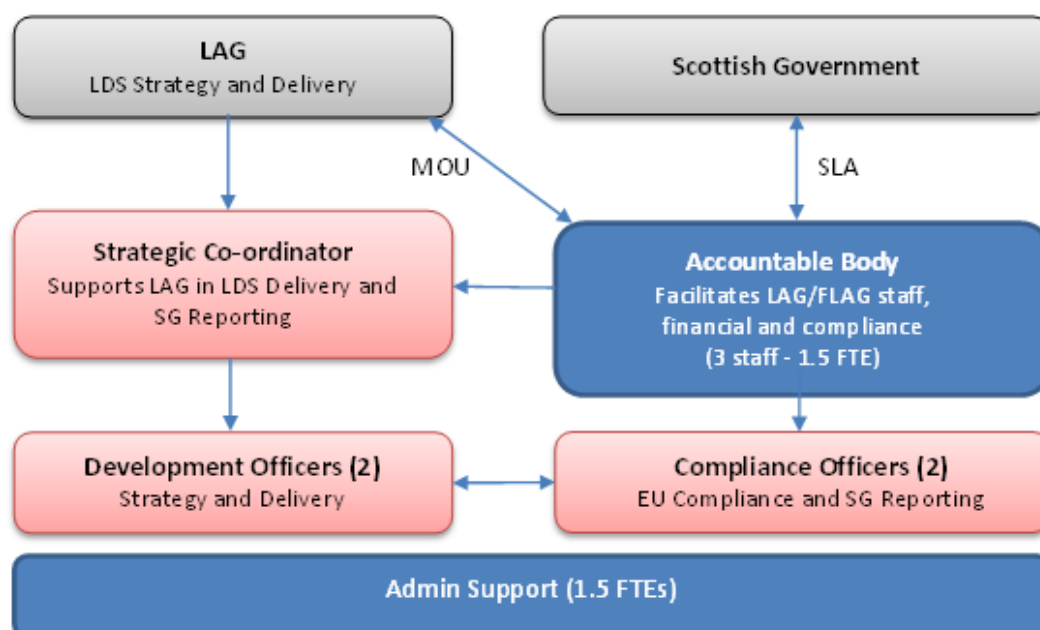 LAG
LDS Strategy and Delivery
Scottish Government
MOU
SLA
Strategic Co-ordinator
Supports LAG in LDS Delivery and
SG Reporting
Accountable Body
Facilitates LAG/FLAG staff,
financial and compliance
(3 staff - 1.5 FTE)
Development Officers (2)
Strategy and Delivery
Compliance Officers (2)
EU Compliance and SG Reporting
Admin Support (1.5 FTEs)